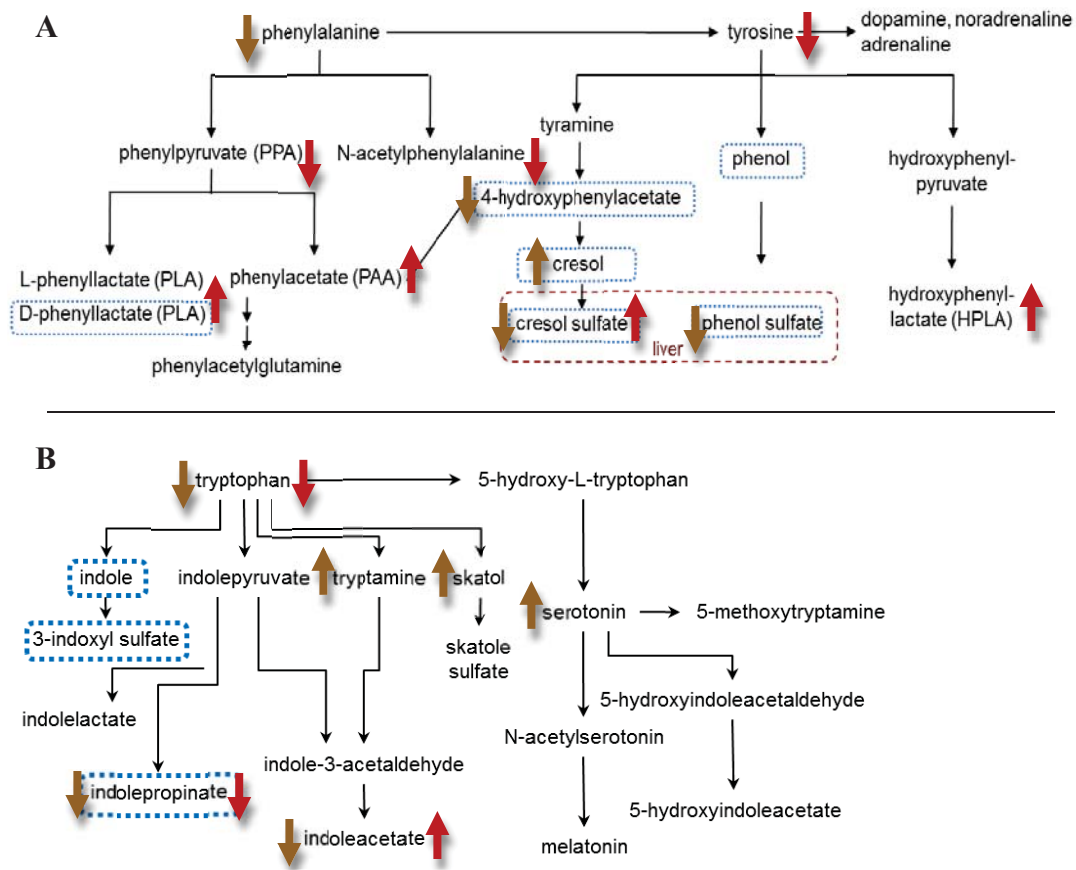 A
phenylalanine
tyrosine
dopamine, noradrenaline
adrenaline
tyramine
phenylpyruvate (PPA)
N-acetylphenylalanine
phenol
hydroxyphenyl-
pyruvate
4-hydroxyphenylacetate
cresol
L-phenyllactate (PLA)
D-phenyllactate (PLA)
phenylacetate (PAA)
hydroxyphenyl-
lactate (HPLA)
cresol sulfate
phenol sulfate
liver
phenylacetylglutamine
B
tryptophan
5-hydroxy-L-tryptophan
indole
indolepyruvate
tryptamine
skatol
serotonin
5-methoxytryptamine
3-indoxyl sulfate
skatole
sulfate
indolelactate
5-hydroxyindoleacetaldehyde
N-acetylserotonin
indole-3-acetaldehyde
indolepropinate
5-hydroxyindoleacetate
indoleacetate
melatonin